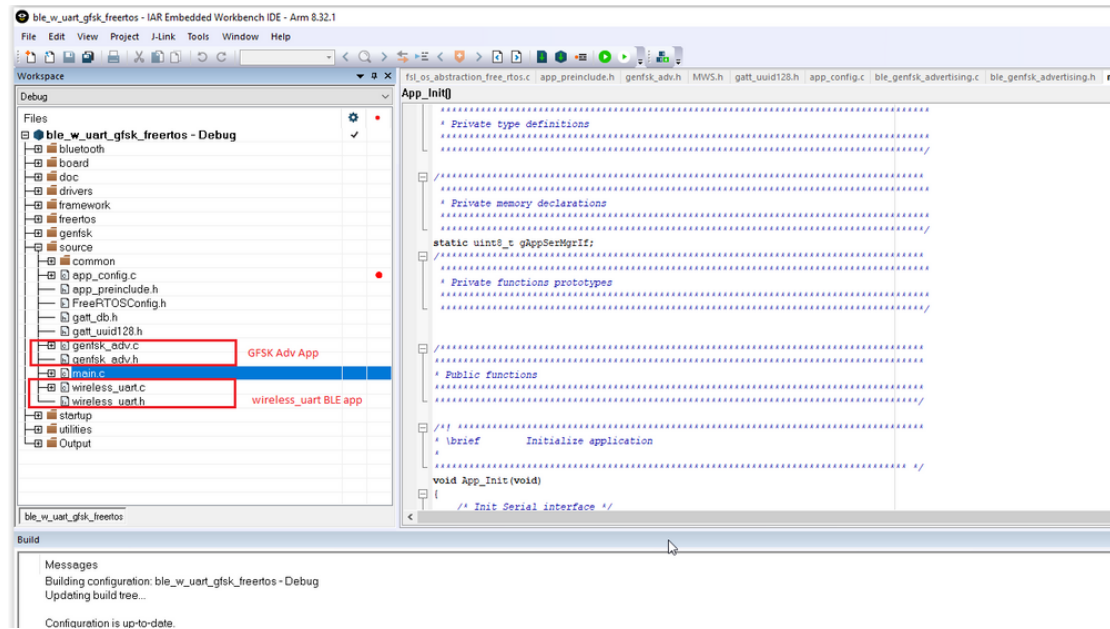 ble_w_uart_gfsk_freertos - IAR Embedded Workbench IDE - Arm 8.32.1
File Edit View Project J-Link Tools Window Help
Workspace
fsl_os_abstraction_free_rtos.c app_preinclude.h genfsk_adv.h MWS.h gatt_uuid128.h app_config.c ble_genfsk_advertising.c ble_genfsk_advertising.h
Debug
App_Init()
Files
ble_w_uart_gfsk_freertos - Debug
bluetooth
board
doc
drivers
framework
freertos
genfsk
source
common
app_config.c
app_preinclude.h
FreeRTOSConfig.h
gatt_db.h
gatt_uuid128.h
genfsk_adv.c
genfsk_adv.h
GFSK Adv App
main.c
wireless_uart.c
wireless_uart.h
wireless_uart BLE app
startup
utilities
Output
ble_w_uart_gfsk_freertos
* Private type definitions
* Private memory declarations
static uint8_t gAppSerMgrIf;
* Private functions prototypes
* Public functions
/*!
* \brief Initialize application
*
*/
void App_Init(void)
{
/* Init Serial interface */
Build
Messages
Building configuration: ble_w_uart_gfsk_freertos - Debug
Updating build tree...
Configuration is up-to-date.